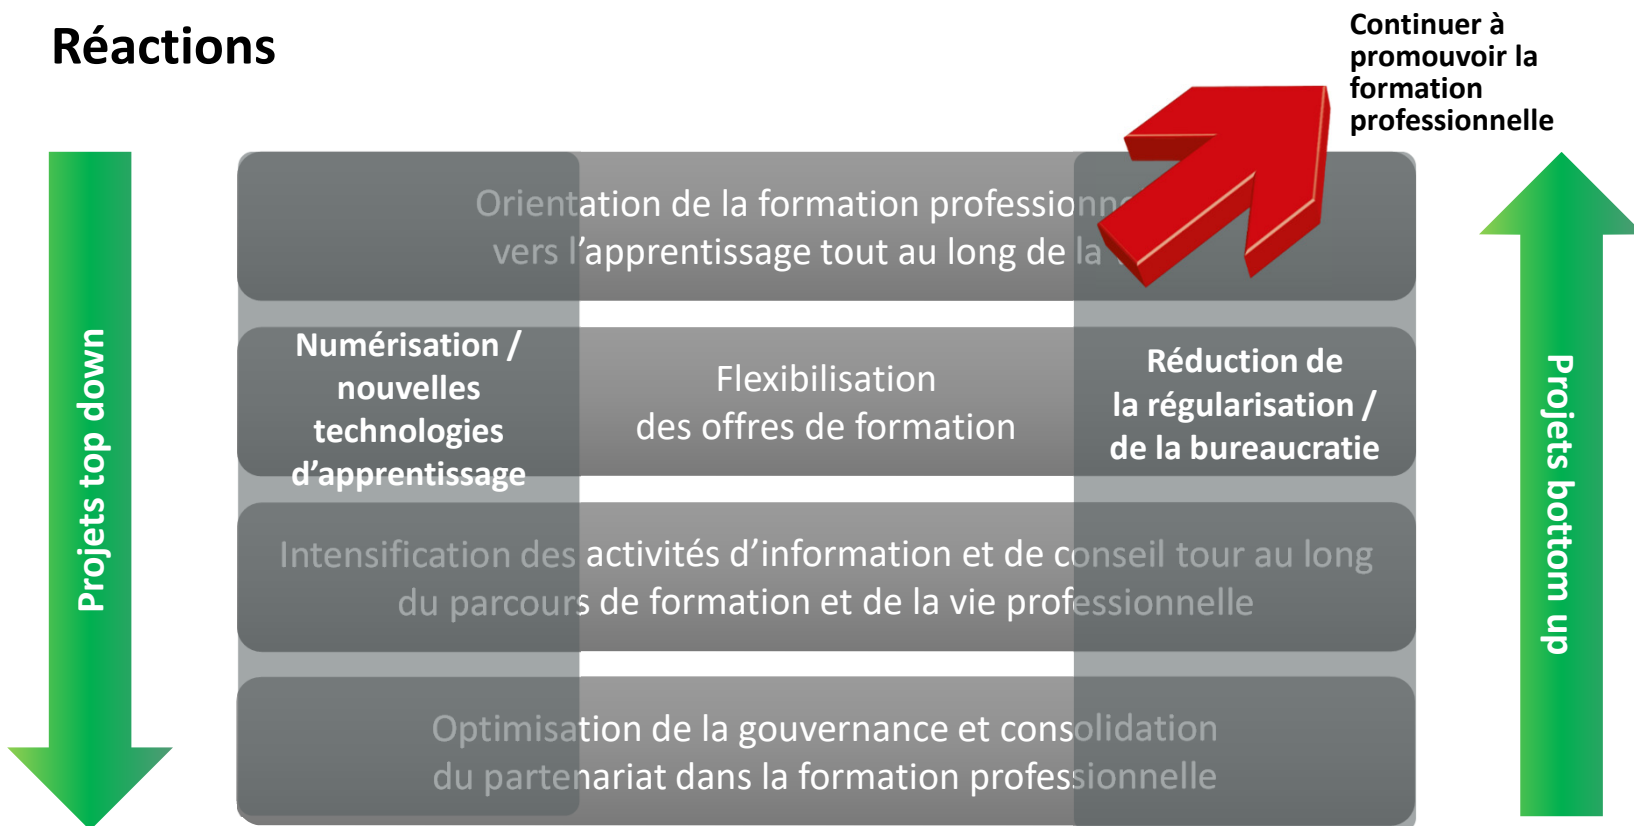 Réactions
Continuer à
promouvoir la
formation
professionnelle
Projets top down
Orientation de la formation
vers l'apprentissage tout au long de la
Numérisation /
nouvelles
technologies
d'apprentissage
Flexibilisation
des offres de formation
Réduction de
la régularisation /
de la bureaucratie
Intensification des activités d'information et de conseil tour au long
du parcours de formation et de la vie professionnelle
Optimisation de la gouvernance et consolidation
du partenariat dans la formation professionnelle
Projets bottom up